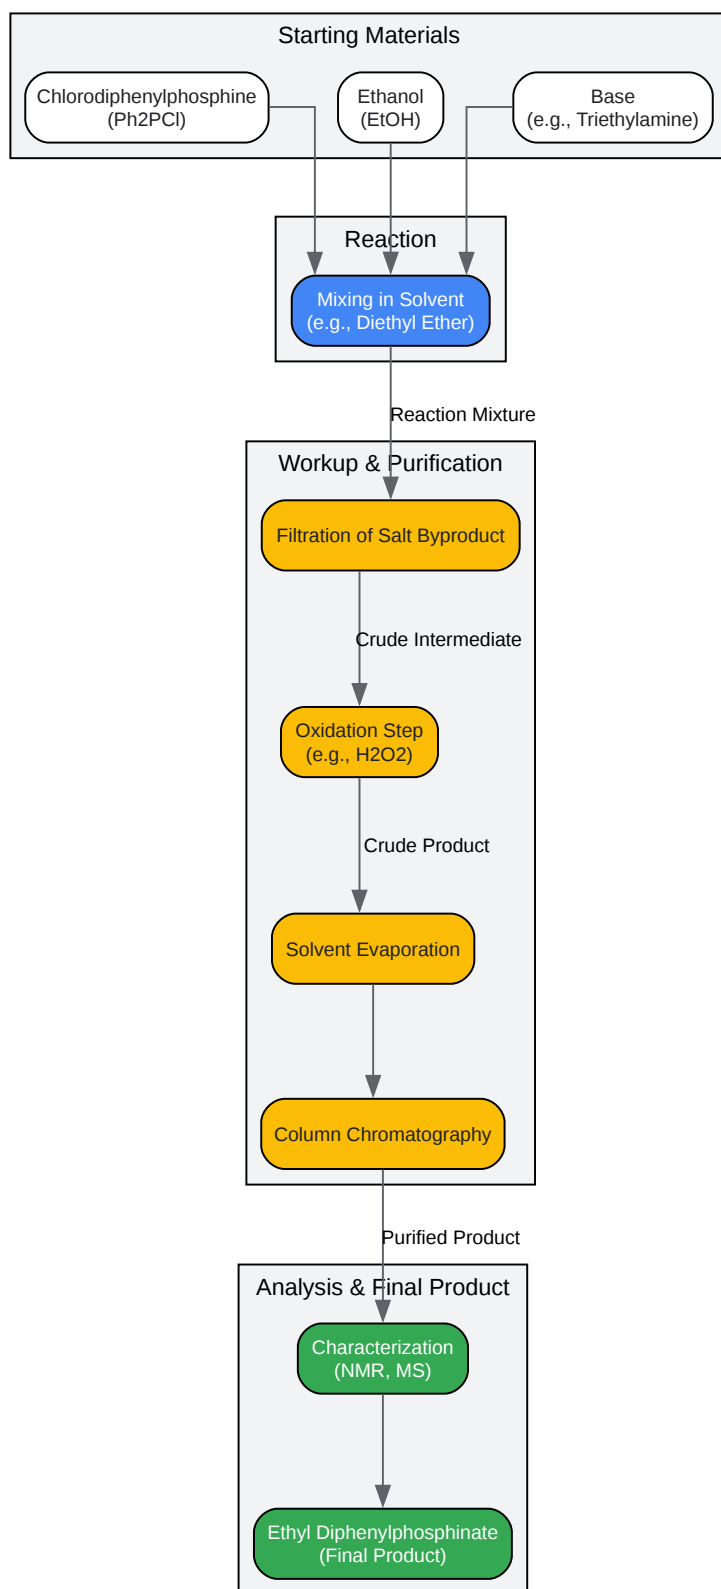 Starting Materials
Chlorodiphenylphosphine
(Ph2PCl)
Ethanol
(EtOH)
Base
(e.g., Triethylamine)
Reaction
Mixing in Solvent
(e.g., Diethyl Ether)
Reaction Mixture
Workup & Purification
Filtration of Salt Byproduct
Crude Intermediate
Oxidation Step
(e.g., H2O2)
Crude Product
Solvent Evaporation
Column Chromatography
Purified Product
Analysis & Final Product
Characterization
(NMR, MS)
Ethyl Diphenylphosphinate
(Final Product)